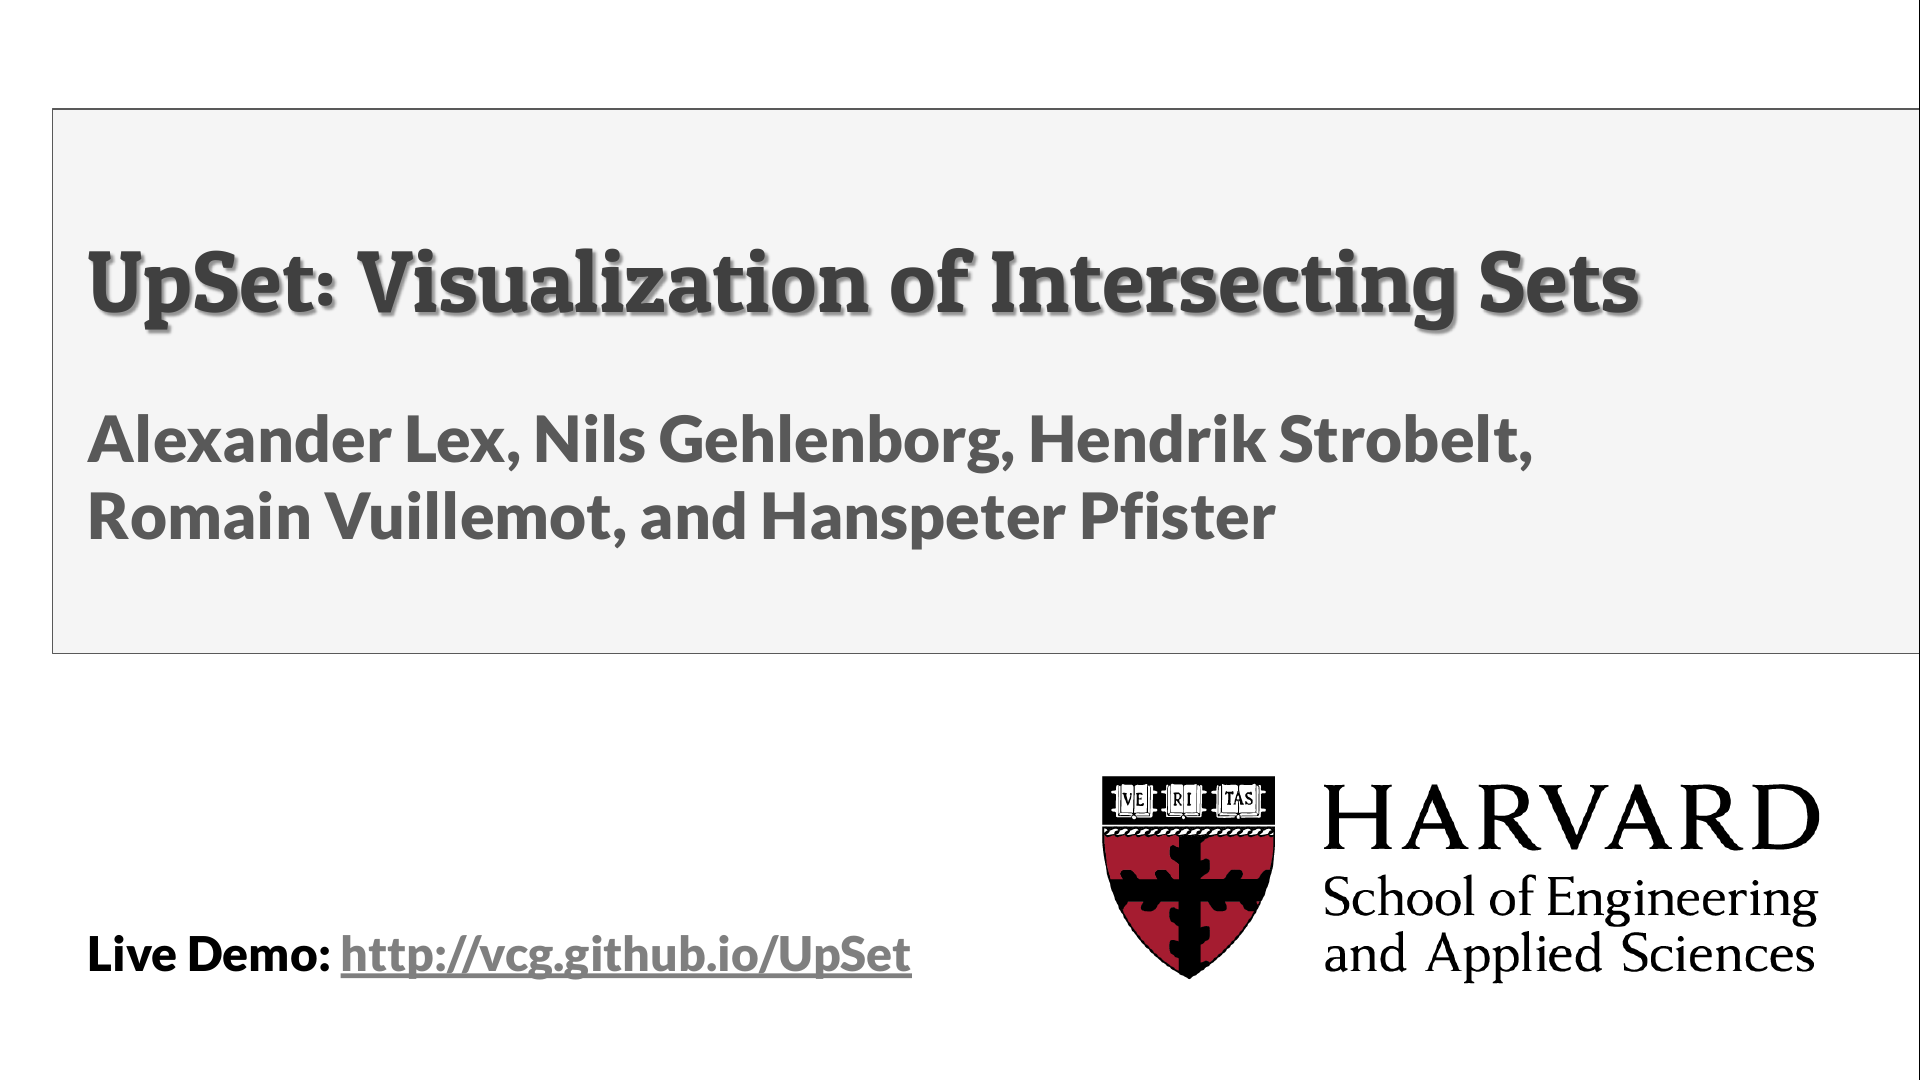 UpSet: Visualization of Intersecting Sets
Alexander Lex, Nils Gehlenborg, Hendrik Strobelt,
Romain Vuillemot, and Hanspeter Pfister
VE RI TAS
HARVARD
School of Engineering
and Applied Sciences
Live Demo: http://vcg.github.io/UpSet